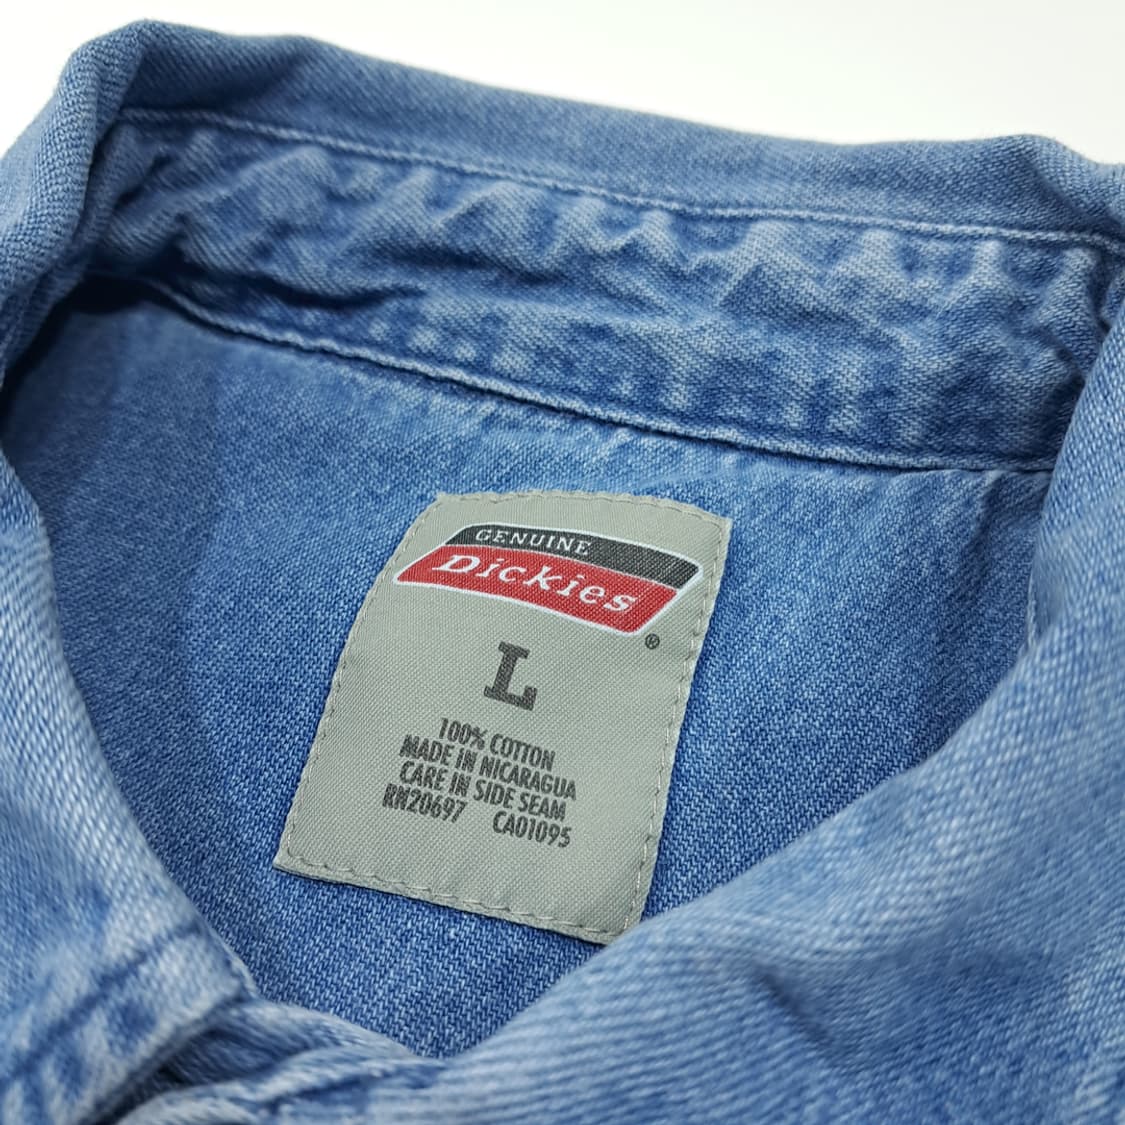 GENUINE
Dickies
®
L
100% COTTON
MADE IN NICARAGUA
CARE IN SIDE SEAM
RN20697 CA01095